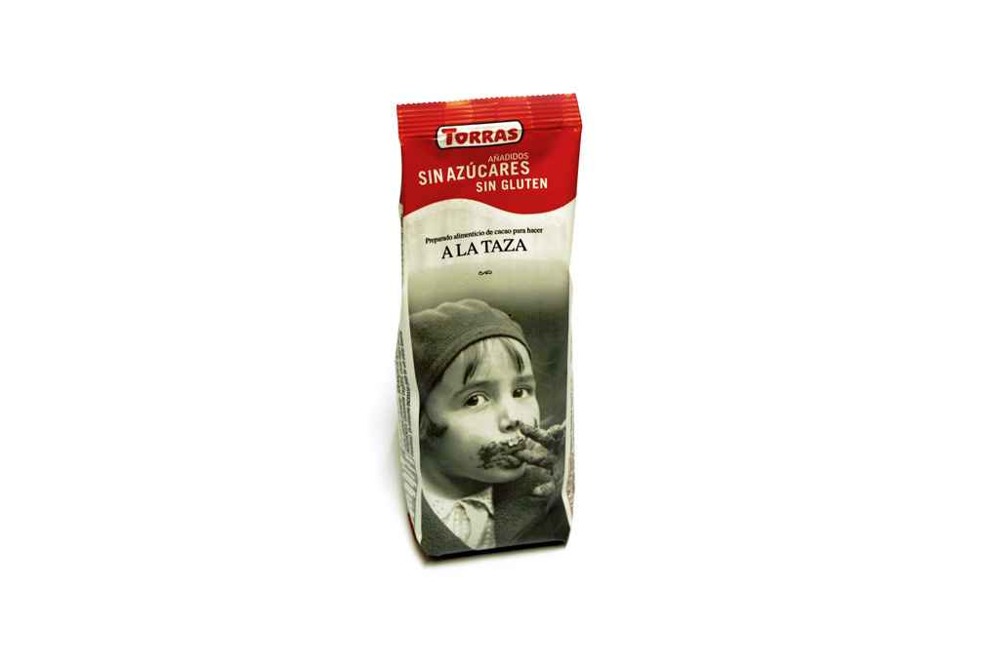 TORRAS
AÑADIDOS
SIN AZÚCARES
SIN GLUTEN
Preparado alimenticio de cacao para hacer
A LA TAZA